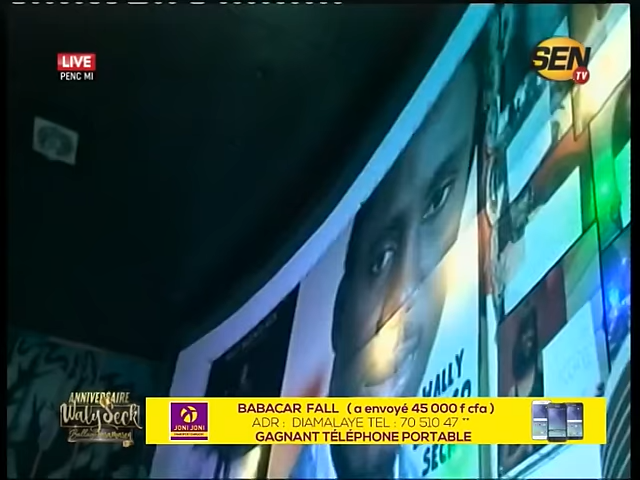 LIVE
PENC MI
SEN
TV
WALLY
SECK
ANNIVERSAIRE
Waly Seck
JONI JONI
BABACAR FALL (a envoyé 45 000 f cfa)
ADR : DIAMALAYE TEL : 70 510 47 **
GAGNANT TÉLÉPHONE PORTABLE